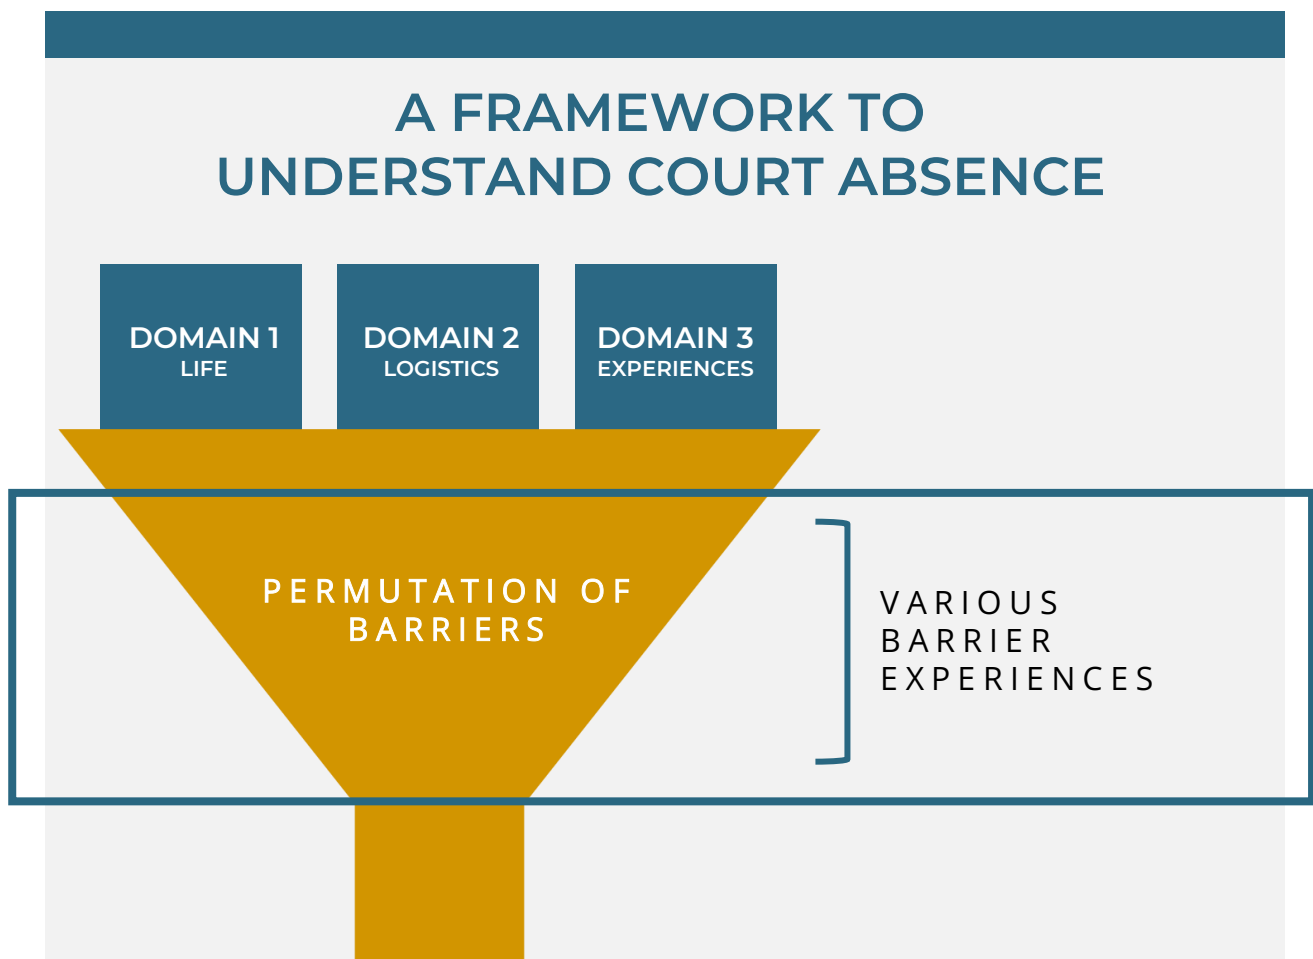 A FRAMEWORK TO
UNDERSTAND COURT ABSENCE
DOMAIN 1
LIFE
DOMAIN 2
LOGISTICS
DOMAIN 3
EXPERIENCES
PERMUTATION OF
BARRIERS
VARIOUS
BARRIER
EXPERIENCES